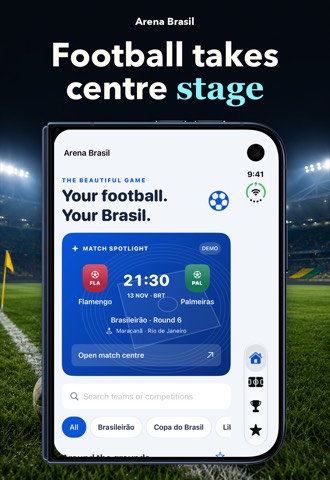 Arena Brasil
Football takes
centre stage
Arena Brasil
9:41
THE BEAUTIFUL GAME
Your football.
Your Brasil.
MATCH SPOTLIGHT
DEMO
FLA
21:30
PAL
Flamengo
13 NOV · BRT
Palmeiras
Brasileirão · Round 6
Maracanã · Rio de Janeiro
Open match centre
Search teams or competitions
All
Brasileirão
Copa do Brasil